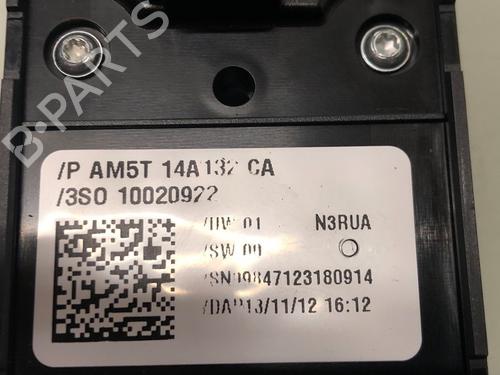 B-PARTS
/P AM5T 14A132 CA
/3SO 10020922
/HW 01 N3RUA
/SW 00
/SN 09847123180914
/DAP13/11/12 16:12